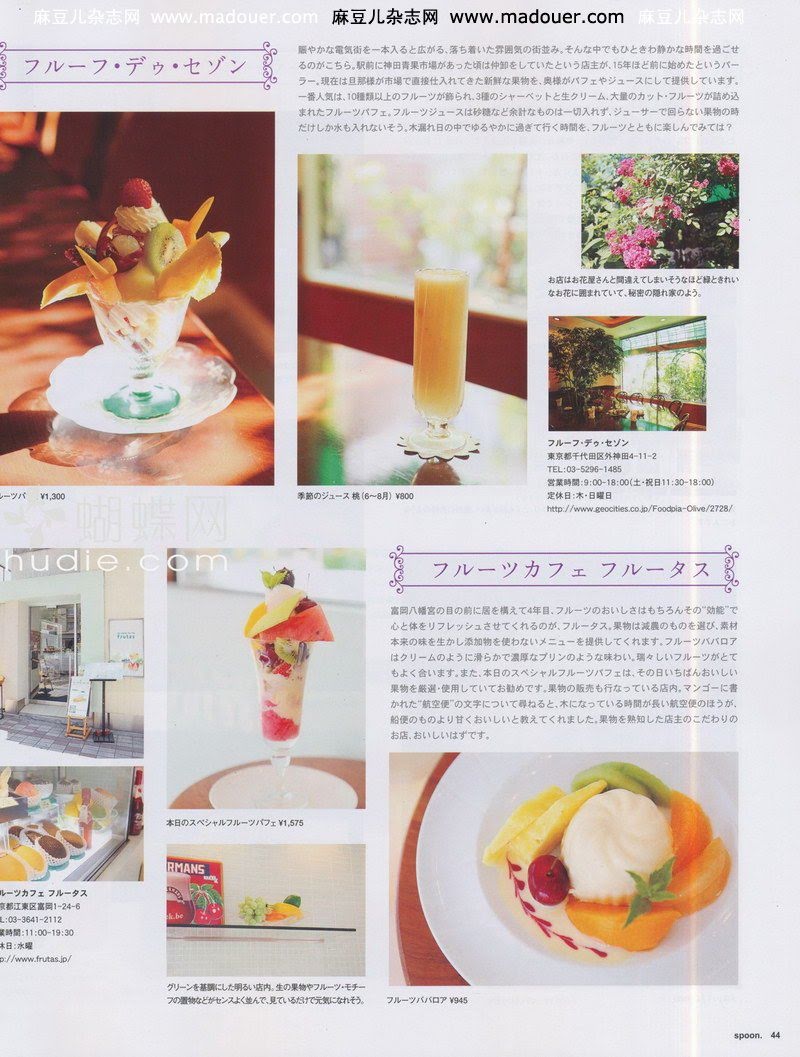 麻豆儿杂志网 www.madouer.com 麻豆儿杂志网 www.madouer.com 麻豆儿杂志网 www.madouer.com
フルーフ・デゥ・セゾン
賑やかな電気街を一本入ると広がる、落ち着いた雰囲気の街並み。そんな中でもひときわ静かな時間を過ごせ
るのがこちら。駅前に神田青果市場があった頃は仲卸をしていたという店主が、15年ほど前に始めたというパー
ラー。現在は旦那様が市場で直接仕入れてきた新鮮な果物を、奥様がパフェやジュースにして提供しています。
一番人気は、10種類以上のフルーツが飾られ、3種のシャーベットと生クリーム、大量のカット・フルーツが詰め込
まれたフルーツパフェ。フルーツジュースは砂糖など余計なものは一切入れず、ジューサーで回らない果物の時
だけしか水も入れないそう。木漏れ日の中でゆるやかに過ぎて行く時間を、フルーツとともに楽しんでみては？
お店はお花屋さんと間違えてしまいそうなほど緑ときれい
なお花に囲まれていて、秘密の隠れ家のよう。
フルーフ・デゥ・セゾン
東京都千代田区外神田4-11-2
TEL:03-5296-1485
営業時間:9:00-18:00(土・祝日11:30-18:00)
定休日:木・日曜日
http://www.geocities.co.jp/Foodpia-Olive/2728/
ルーツパ ¥1,300
季節のジュース 桃（6〜8月） ¥800
蝴蝶网
hudie.com
フルーツカフェ フルータス
富岡八幡宮の目の前に居を構えて4年目、フルーツのおいしさはもちろんその“効能”で
心と体をリフレッシュさせてくれるのが、フルータス。果物は減農のものを選び、素材
本来の味を生かし添加物を使わないメニューを提供してくれます。フルーツババロア
はクリームのように滑らかで濃厚なプリンのような味わい。瑞々しいフルーツがとて
もよく合います。また、本日のスペシャルフルーツパフェは、その日いちばんおいしい
果物を厳選・使用していてお勧めです。果物の販売も行なっている店内。マンゴーに書
かれた“航空便”の文字について尋ねると、木になっている時間が長い航空便のほうが、
船便のものより甘くおいしいと教えてくれました。果物を熟知した店主のこだわりの
お店、おいしいはずです。
frutas
本日のスペシャルフルーツパフェ ¥1,575
ルーツカフェ フルータス
京都江東区富岡1-24-6
L:03-3641-2112
業時間:11:00-19:30
休日:水曜
tp://www.frutas.jp/
グリーンを基調にした明るい店内。生の果物やフルーツ・モチー
フの置物などがセンスよく並んで、見ているだけで元気になれそう。
フルーツババロア ¥945
spoon. 44